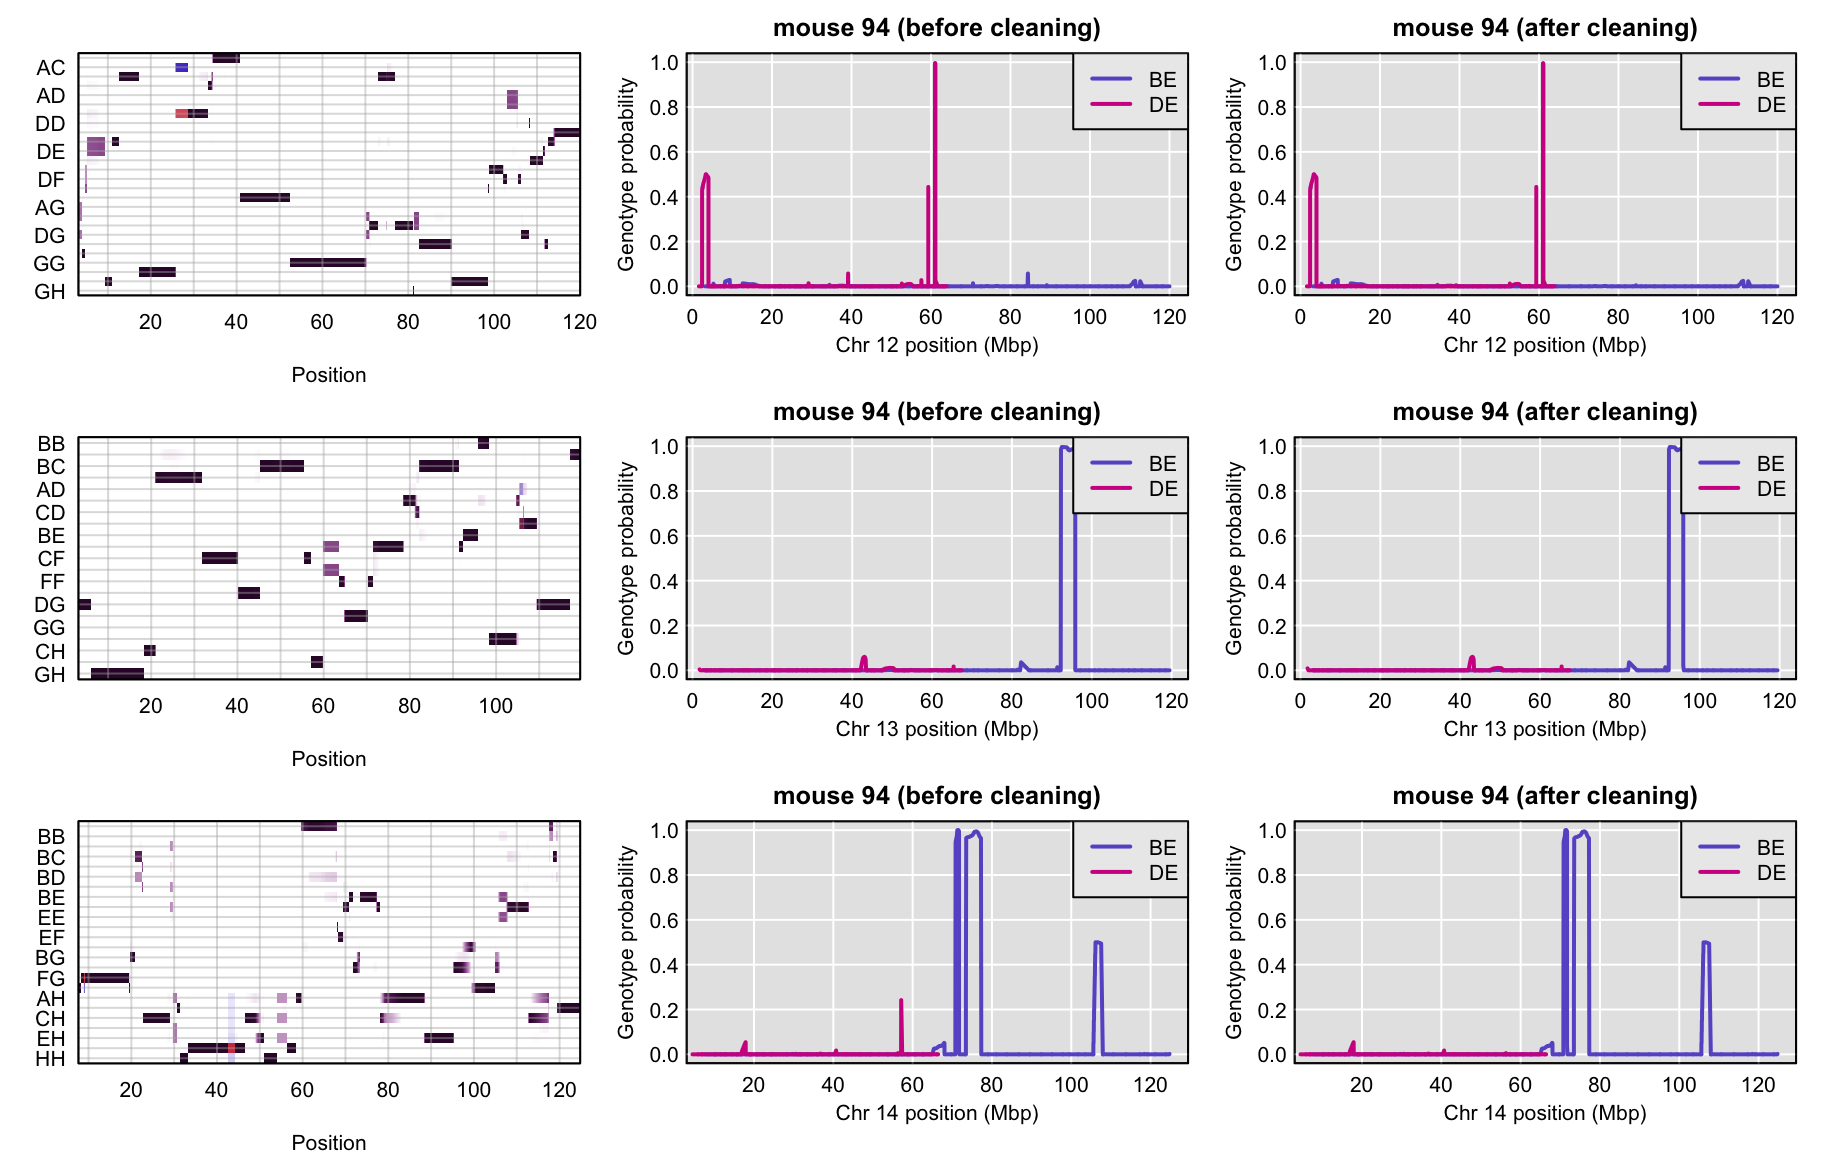 AC
AD
DD
DE
DF
AG
DG
GG
GH
20 40 60 80 100 120
Position
mouse 94 (before cleaning)
Genotype probability
1.0
0.8
0.6
0.4
0.2
0.0
BE
DE
0 20 40 60 80 100 120
Chr 12 position (Mbp)
mouse 94 (after cleaning)
Genotype probability
1.0
0.8
0.6
0.4
0.2
0.0
BE
DE
0 20 40 60 80 100 120
Chr 12 position (Mbp)
BB
BC
AD
CD
BE
CF
FF
DG
GG
CH
GH
20 40 60 80 100
Position
mouse 94 (before cleaning)
Genotype probability
1.0
0.8
0.6
0.4
0.2
0.0
BE
DE
0 20 40 60 80 100 120
Chr 13 position (Mbp)
mouse 94 (after cleaning)
Genotype probability
1.0
0.8
0.6
0.4
0.2
0.0
BE
DE
0 20 40 60 80 100 120
Chr 13 position (Mbp)
BB
BC
BD
BE
EE
EF
BG
FG
AH
CH
EH
HH
20 40 60 80 100 120
Position
mouse 94 (before cleaning)
Genotype probability
1.0
0.8
0.6
0.4
0.2
0.0
BE
DE
20 40 60 80 100 120
Chr 14 position (Mbp)
mouse 94 (after cleaning)
Genotype probability
1.0
0.8
0.6
0.4
0.2
0.0
BE
DE
20 40 60 80 100 120
Chr 14 position (Mbp)